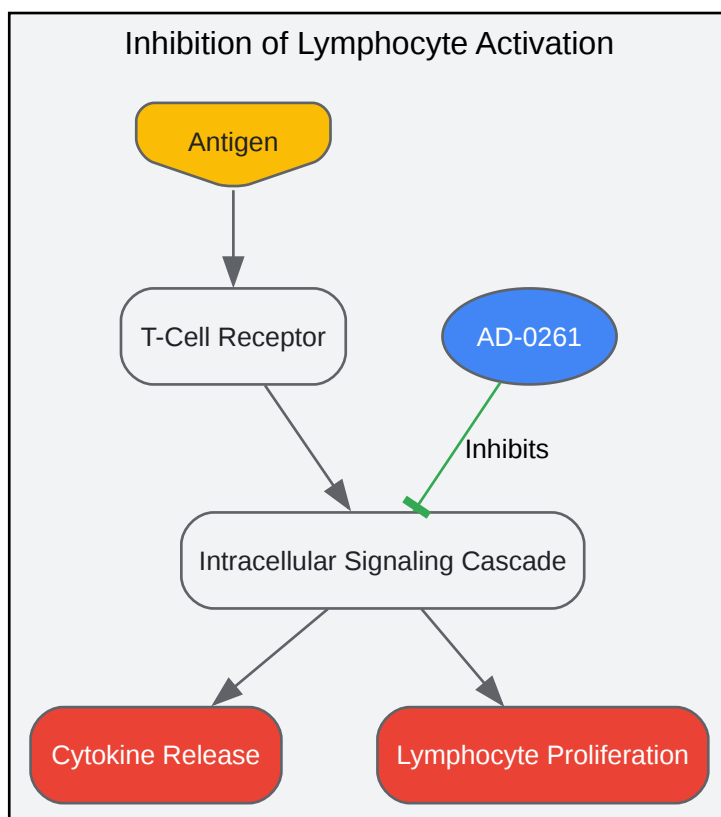 Inhibition of Lymphocyte Activation
Antigen
T-Cell Receptor
AD-0261
Inhibits
Intracellular Signaling Cascade
Cytokine Release
Lymphocyte Proliferation